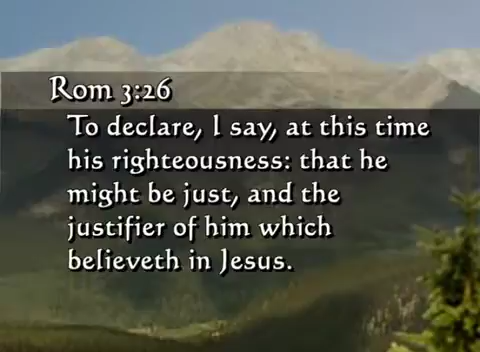 Rom 3:26
To declare, I say, at this time
his righteousness: that he
might be just, and the
justifier of him which
believeth in Jesus.